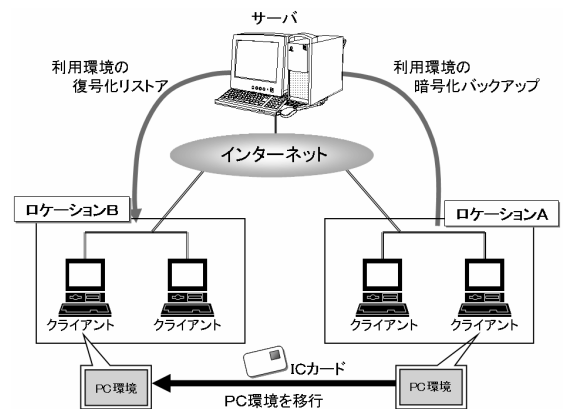 サーバ
利用環境の
復号化リストア
利用環境の
暗号化バックアップ
インターネット
ロケーションB
ロケーションA
クライアント
クライアント
クライアント
クライアント
ICカード
PC環境
PC環境
PC環境を移行